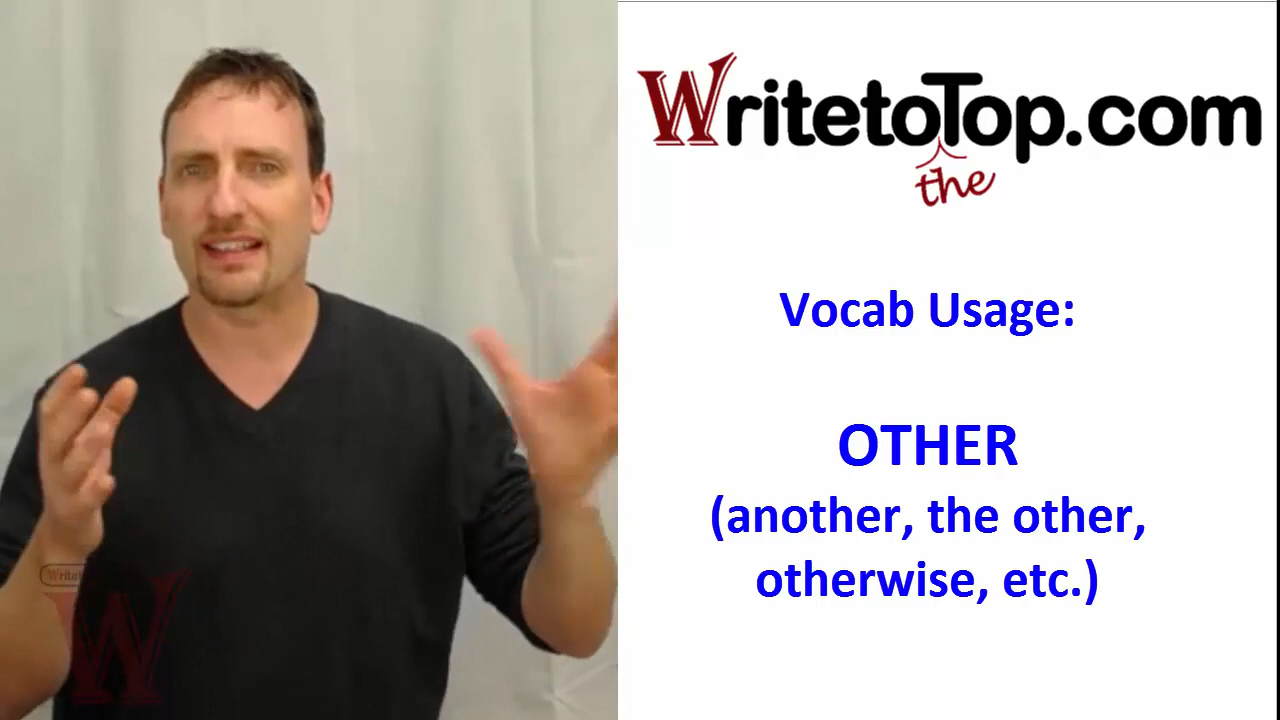 WritetoTop.com
the
Vocab Usage:
OTHER
(another, the other,
otherwise, etc.)
W